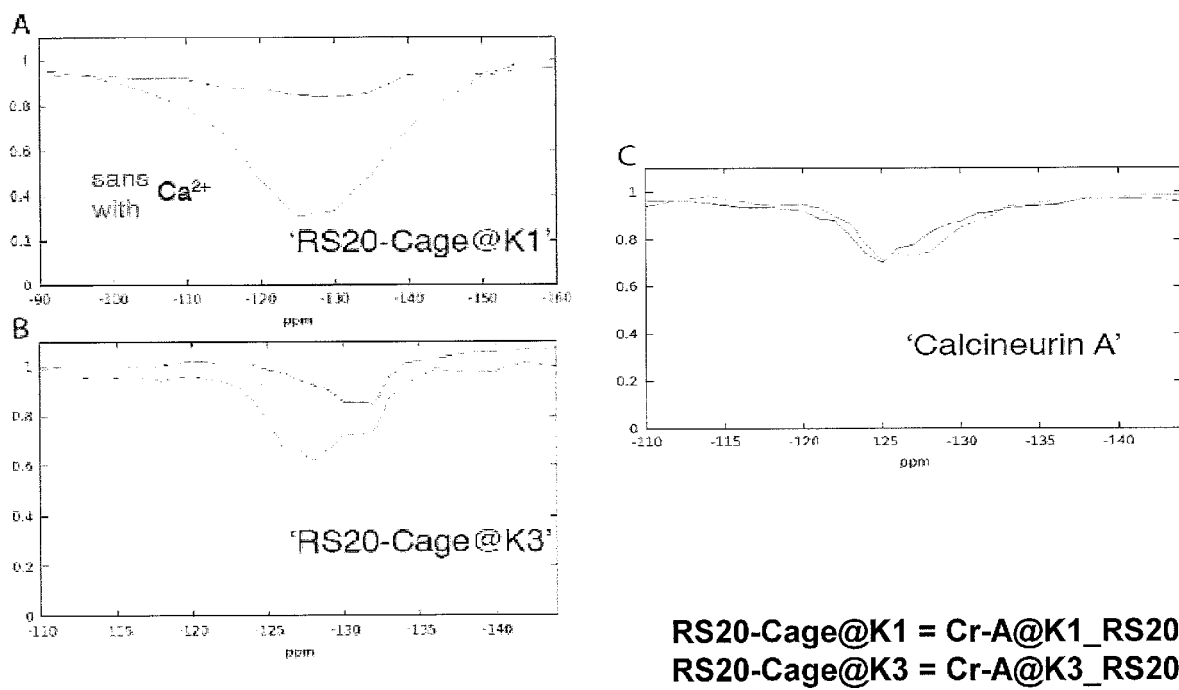 A
1
0.8
0.6
0.4
0.1
0
sans Ca²⁺
with
'RS20-Cage@K1'
-90 -100 -110 -120 -130 -140 -150 -160
ppm
B
1
0.8
0.6
0.4
0.2
0
'RS20-Cage@K3'
-110 -115 -120 -125 -130 -135 -140
ppm
C
1
0.8
0.6
0.4
0.2
0
'Calcineurin A'
-110 -115 -120 125 -130 -135 -140
ppm
RS20-Cage@K1 = Cr-A@K1_RS20
RS20-Cage@K3 = Cr-A@K3_RS20